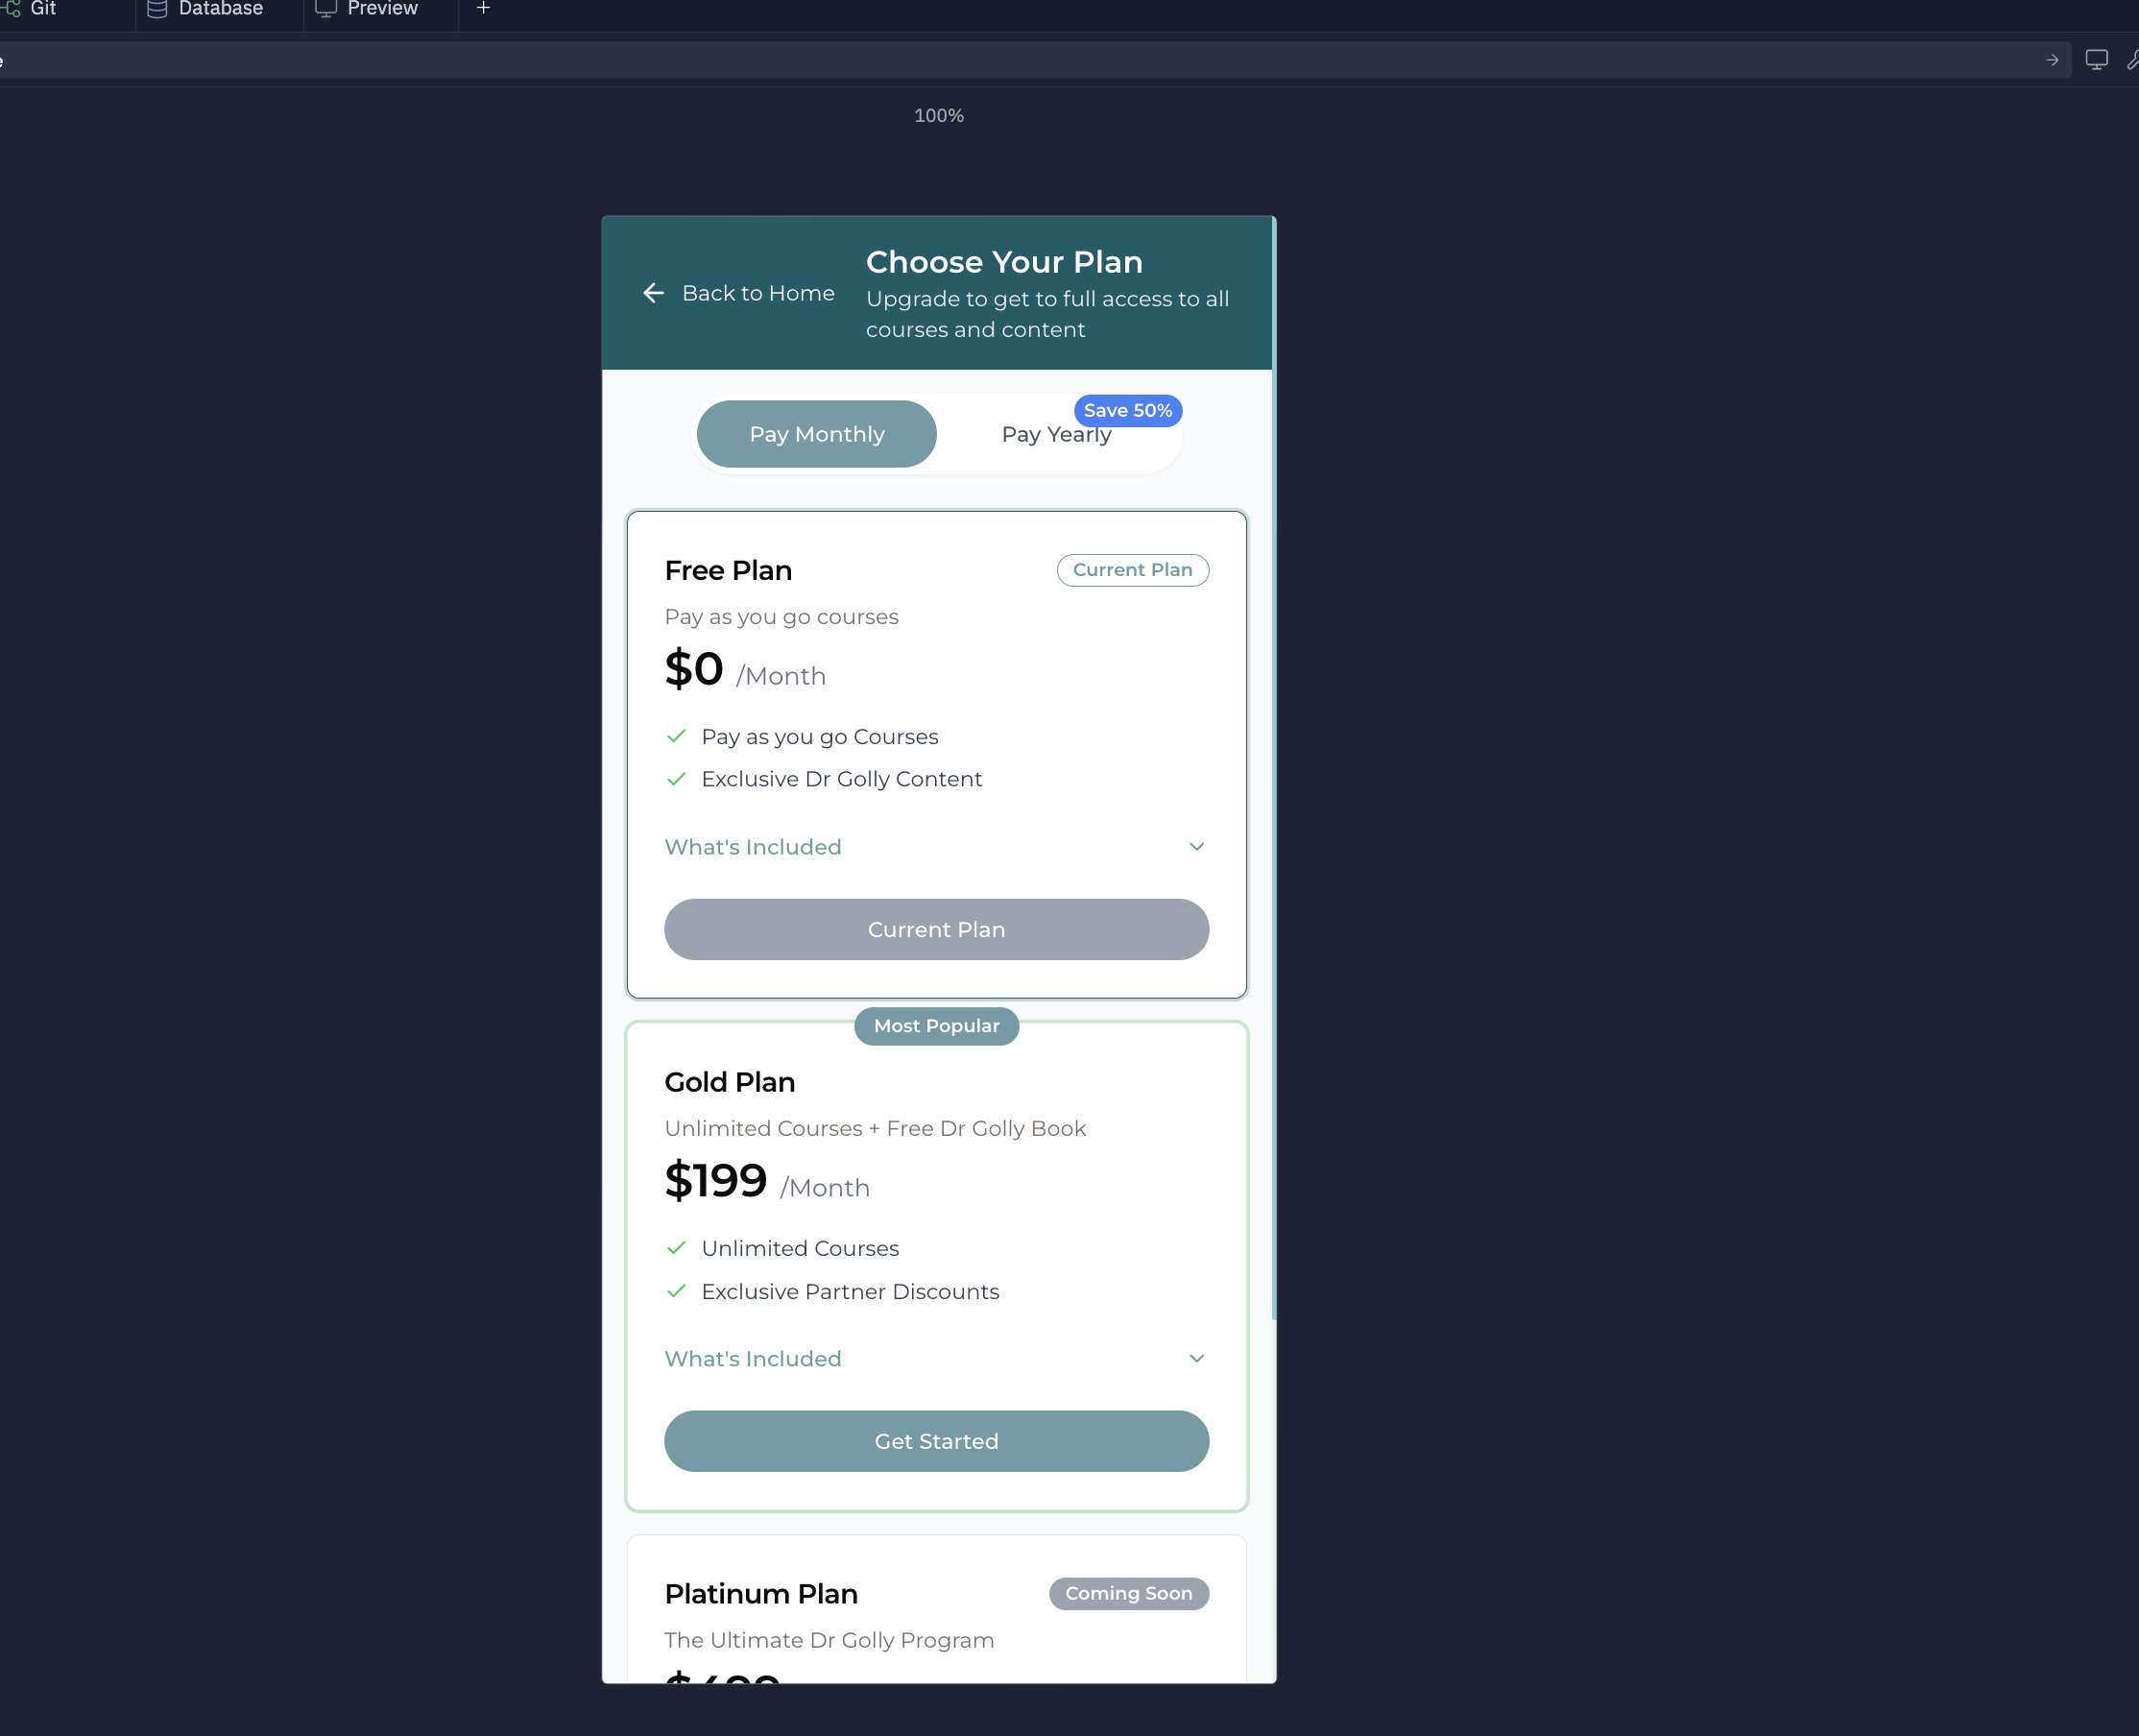 Git
Database
Preview
+
e
100%
Back to Home
Choose Your Plan
Upgrade to get to full access to all
courses and content
Pay Monthly
Pay Yearly
Save 50%
Free Plan
Current Plan
Pay as you go courses
$0 /Month
Pay as you go Courses
Exclusive Dr Golly Content
What's Included
Current Plan
Most Popular
Gold Plan
Unlimited Courses + Free Dr Golly Book
$199 /Month
Unlimited Courses
Exclusive Partner Discounts
What's Included
Get Started
Platinum Plan
Coming Soon
The Ultimate Dr Golly Program